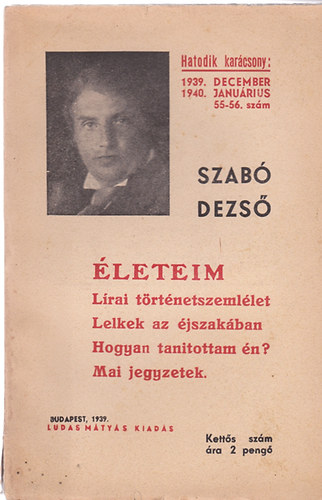 Hatodik karácsony:
1939. DECEMBER
1940. JANUÁRIUS
55-56. szám
SZABÓ
DEZSŐ
ÉLETEIM
Lírai történetszemlélet
Lelkek az éjszakában
Hogyan tanitottam én?
Mai jegyzetek.
BUDAPEST, 1939.
LUDAS MÁTYÁS KIADÁS
Kettős szám
ára 2 pengő